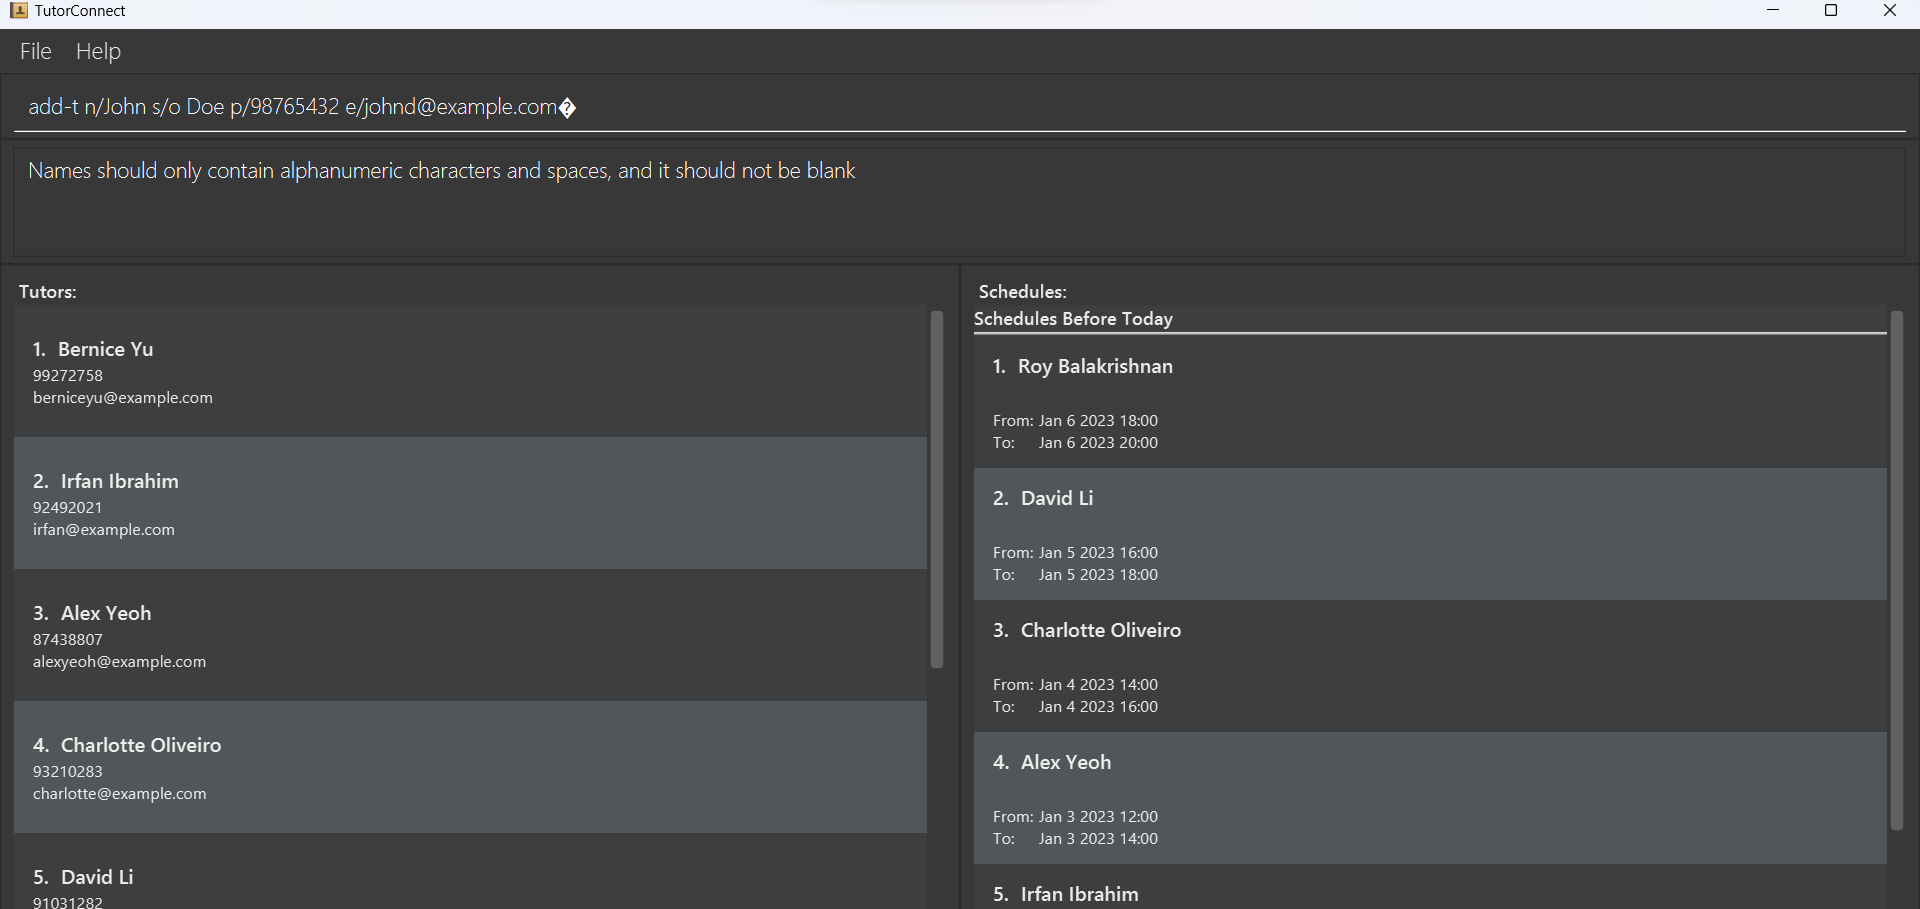 TutorConnect
File Help
add-t n/John s/o Doe p/98765432 e/johnd@example.com�
Names should only contain alphanumeric characters and spaces, and it should not be blank
Tutors:
1. Bernice Yu
99272758
berniceyu@example.com
2. Irfan Ibrahim
92492021
irfan@example.com
3. Alex Yeoh
87438807
alexyeoh@example.com
4. Charlotte Oliveiro
93210283
charlotte@example.com
5. David Li
91031282
Schedules:
Schedules Before Today
1. Roy Balakrishnan
From: Jan 6 2023 18:00
To: Jan 6 2023 20:00
2. David Li
From: Jan 5 2023 16:00
To: Jan 5 2023 18:00
3. Charlotte Oliveiro
From: Jan 4 2023 14:00
To: Jan 4 2023 16:00
4. Alex Yeoh
From: Jan 3 2023 12:00
To: Jan 3 2023 14:00
5. Irfan Ibrahim